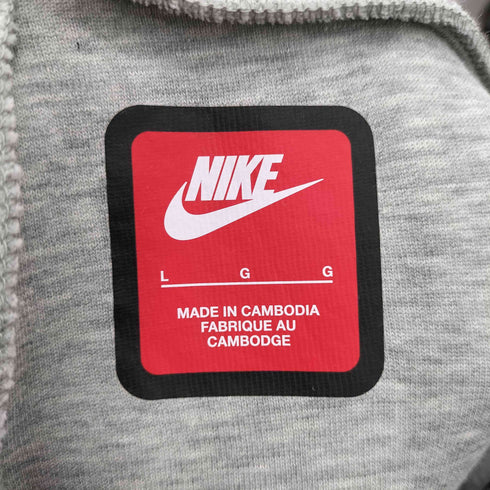 NIKE
L G G
MADE IN CAMBODIA
FABRIQUE AU
CAMBODGE